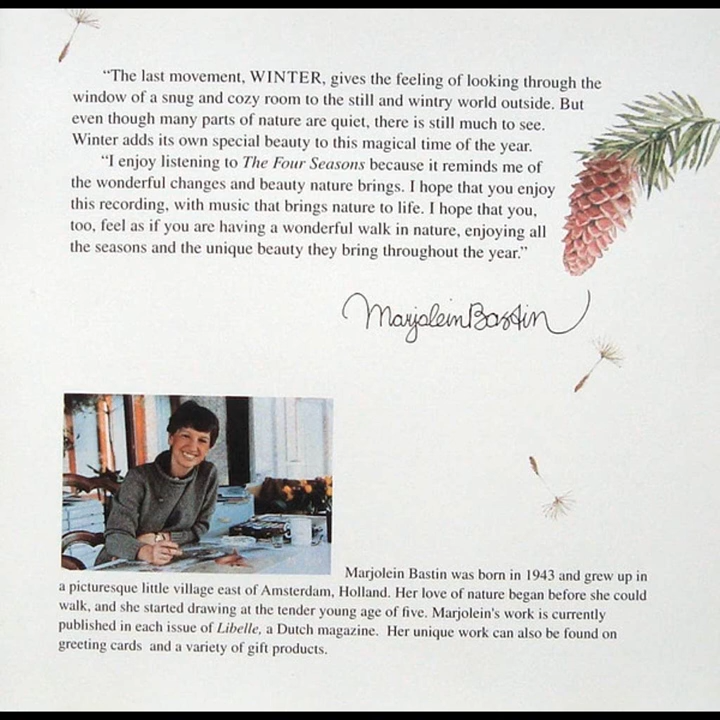 “The last movement, WINTER, gives the feeling of looking through the
window of a snug and cozy room to the still and wintry world outside. But
even though many parts of nature are quiet, there is still much to see.
Winter adds its own special beauty to this magical time of the year.
“I enjoy listening to The Four Seasons because it reminds me of
the wonderful changes and beauty nature brings. I hope that you enjoy
this recording, with music that brings nature to life. I hope that you,
too, feel as if you are having a wonderful walk in nature, enjoying all
the seasons and the unique beauty they bring throughout the year.”
Marjolein Bastin
Marjolein Bastin was born in 1943 and grew up in
a picturesque little village east of Amsterdam, Holland. Her love of nature began before she could
walk, and she started drawing at the tender young age of five. Marjolein's work is currently
published in each issue of Libelle, a Dutch magazine. Her unique work can also be found on
greeting cards and a variety of gift products.